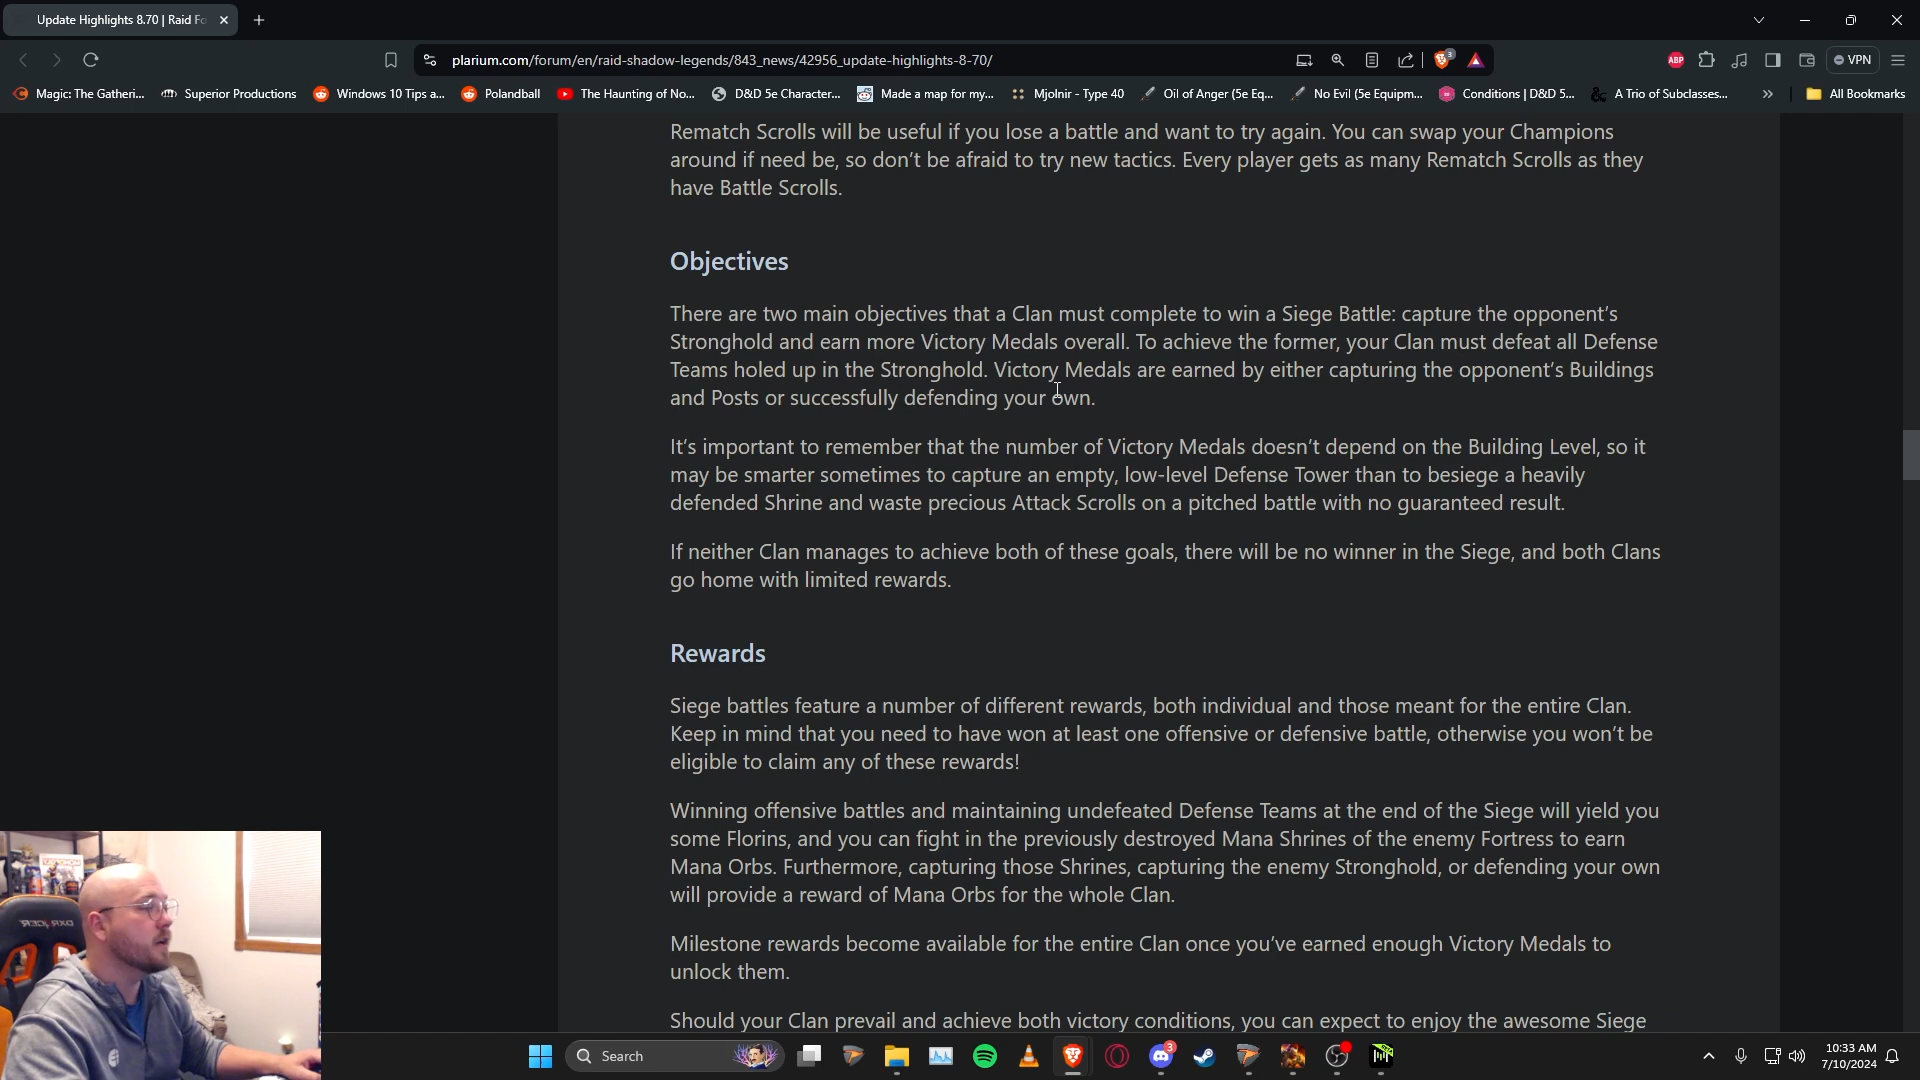 Update Highlights 8.70 | Raid Fo
plarium.com/forum/en/raid-shadow-legends/843_news/42956_update-highlights-8-70/
3
ABP
VPN
Magic: The Gatheri...
Superior Productions
Windows 10 Tips a...
Polandball
The Haunting of No...
D&D 5e Character...
Made a map for my...
Mjolnir - Type 40
Oil of Anger (5e Eq...
No Evil (5e Equipm...
Conditions | D&D 5...
A Trio of Subclasses...
All Bookmarks
Rematch Scrolls will be useful if you lose a battle and want to try again. You can swap your Champions
around if need be, so don't be afraid to try new tactics. Every player gets as many Rematch Scrolls as they
have Battle Scrolls.
Objectives
There are two main objectives that a Clan must complete to win a Siege Battle: capture the opponent's
Stronghold and earn more Victory Medals overall. To achieve the former, your Clan must defeat all Defense
Teams holed up in the Stronghold. Victory Medals are earned by either capturing the opponent's Buildings
and Posts or successfully defending your own.
It's important to remember that the number of Victory Medals doesn't depend on the Building Level, so it
may be smarter sometimes to capture an empty, low-level Defense Tower than to besiege a heavily
defended Shrine and waste precious Attack Scrolls on a pitched battle with no guaranteed result.
If neither Clan manages to achieve both of these goals, there will be no winner in the Siege, and both Clans
go home with limited rewards.
Rewards
Siege battles feature a number of different rewards, both individual and those meant for the entire Clan.
Keep in mind that you need to have won at least one offensive or defensive battle, otherwise you won't be
eligible to claim any of these rewards!
Winning offensive battles and maintaining undefeated Defense Teams at the end of the Siege will yield you
some Florins, and you can fight in the previously destroyed Mana Shrines of the enemy Fortress to earn
Mana Orbs. Furthermore, capturing those Shrines, capturing the enemy Stronghold, or defending your own
will provide a reward of Mana Orbs for the whole Clan.
Milestone rewards become available for the entire Clan once you've earned enough Victory Medals to
unlock them.
Should your Clan prevail and achieve both victory conditions, you can expect to enjoy the awesome Siege
Search
3
10:33 AM
7/10/2024